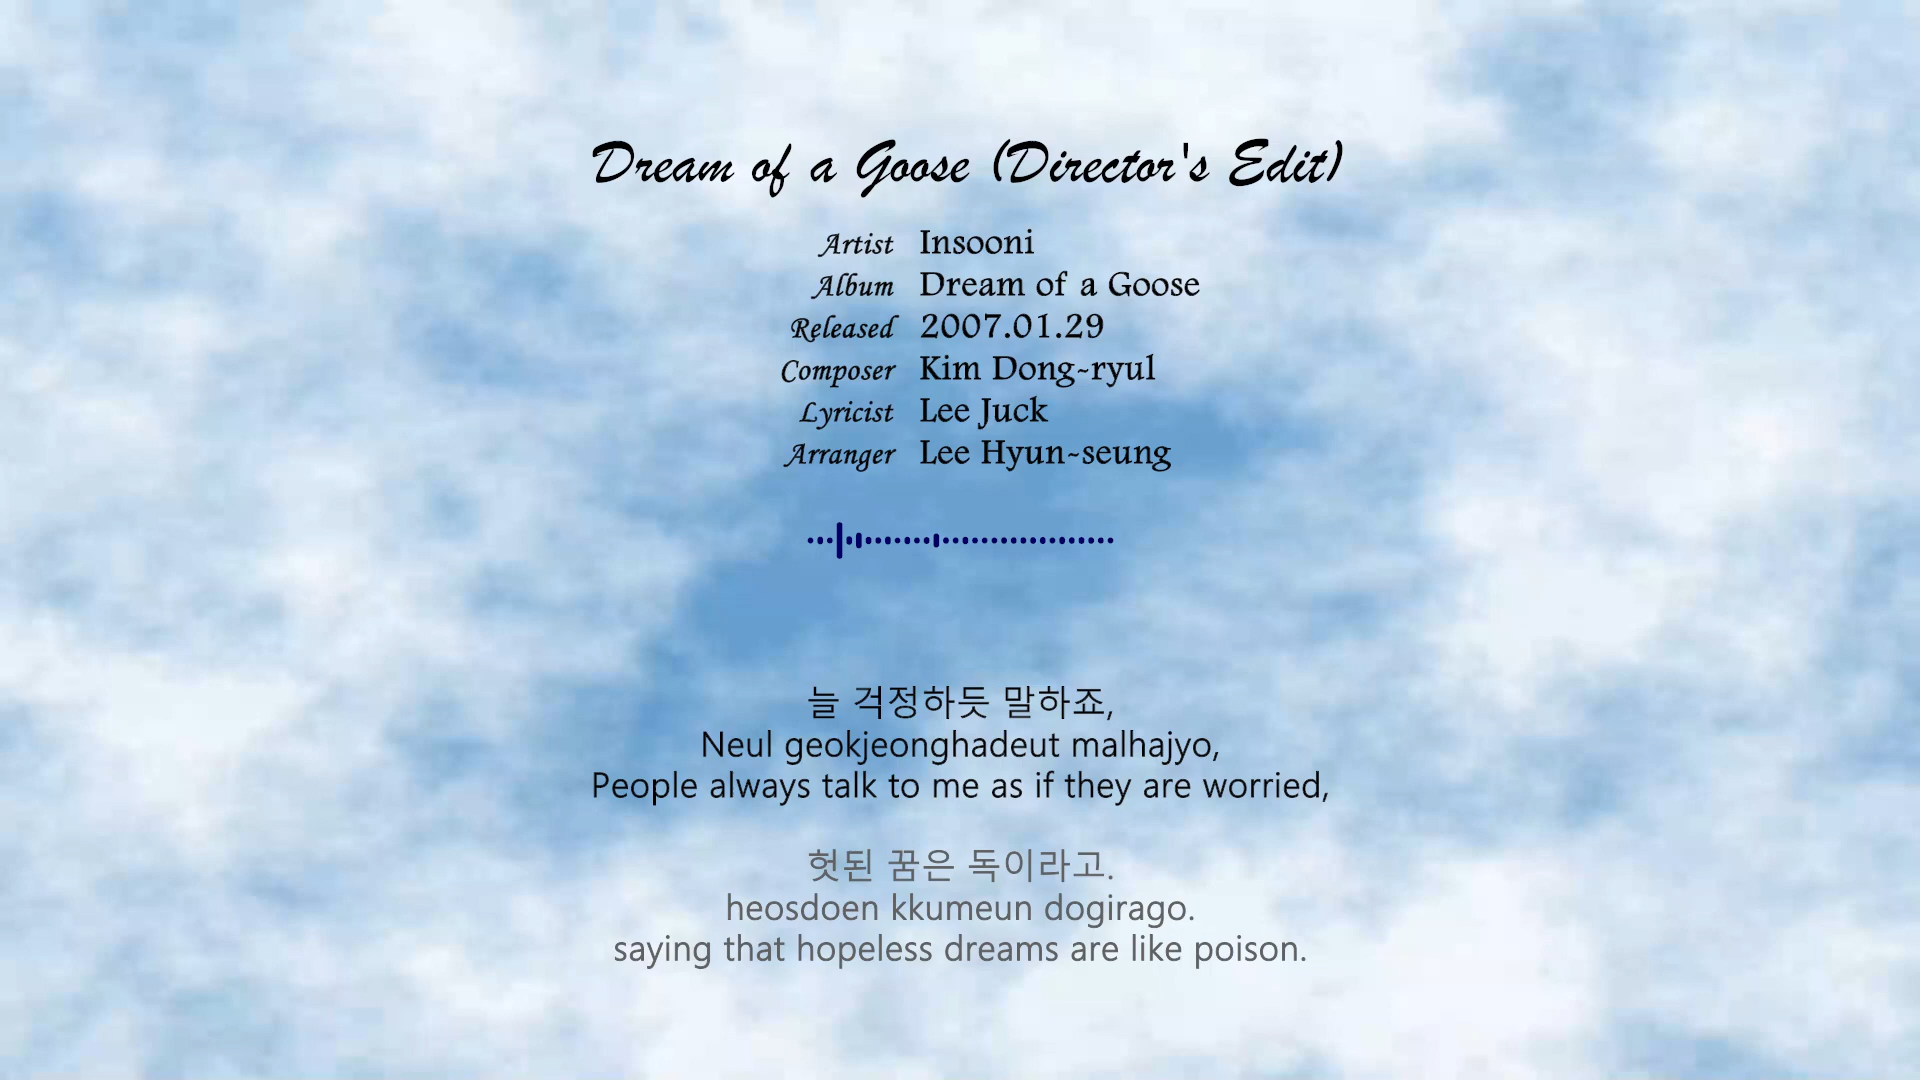 Dream of a Goose (Director's Edit)
Artist Insooni
Album Dream of a Goose
Released 2007.01.29
Composer Kim Dong-ryul
Lyricist Lee Juck
Arranger Lee Hyun-seung
늘 걱정하듯 말하죠,
Neul geokjeonghadeut malhajyo,
People always talk to me as if they are worried,
헛된 꿈은 독이라고.
heosdoen kkumeun dogirago.
saying that hopeless dreams are like poison.